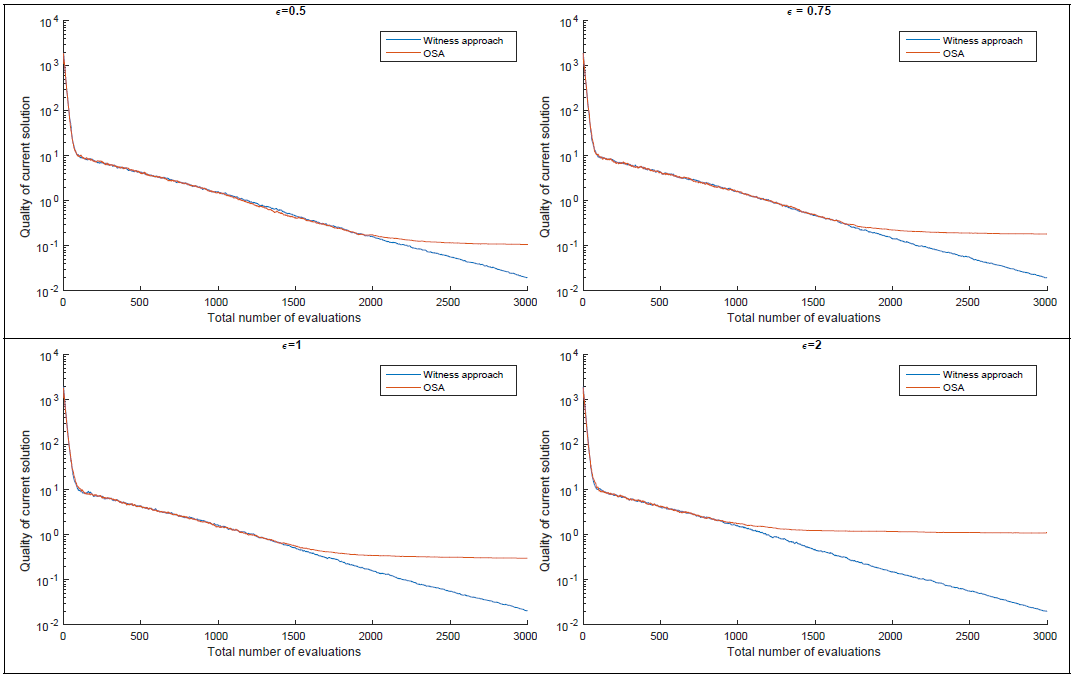 ϵ=0.5
10^4
10^3
10^2
10^1
10^0
10^-1
10^-2
Quality of current solution
Witness approach
OSA
0 500 1000 1500 2000 2500 3000
Total number of evaluations
ϵ = 0.75
10^4
10^3
10^2
10^1
10^0
10^-1
10^-2
Quality of current solution
Witness approach
OSA
0 500 1000 1500 2000 2500 3000
Total number of evaluations
ϵ=1
10^4
10^3
10^2
10^1
10^0
10^-1
10^-2
Quality of current solution
Witness approach
OSA
0 500 1000 1500 2000 2500 3000
Total number of evaluations
ϵ=2
10^4
10^3
10^2
10^1
10^0
10^-1
10^-2
Quality of current solution
Witness approach
OSA
0 500 1000 1500 2000 2500 3000
Total number of evaluations